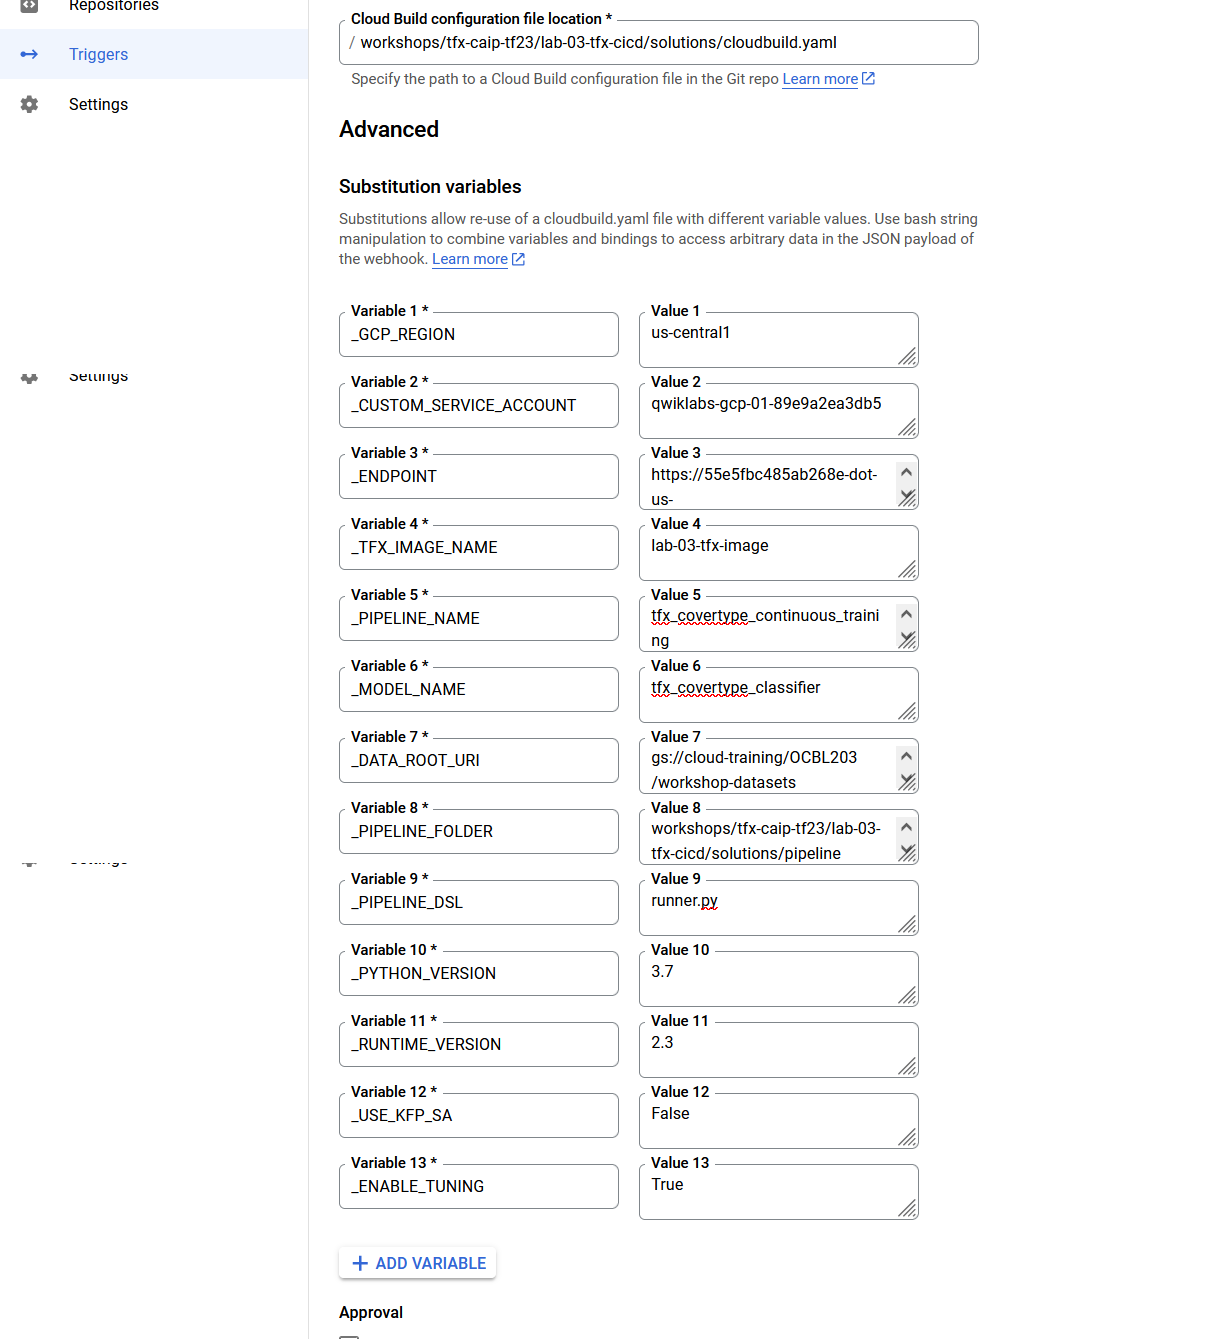 Repositories
Triggers
Settings
Settings
Settings
Cloud Build configuration file location *
/ workshops/tfx-caip-tf23/lab-03-tfx-cicd/solutions/cloudbuild.yaml
Specify the path to a Cloud Build configuration file in the Git repo Learn more
Advanced
Substitution variables
Substitutions allow re-use of a cloudbuild.yaml file with different variable values. Use bash string
manipulation to combine variables and bindings to access arbitrary data in the JSON payload of
the webhook. Learn more
Variable 1 *
_GCP_REGION
Value 1
us-central1
Variable 2 *
_CUSTOM_SERVICE_ACCOUNT
Value 2
qwiklabs-gcp-01-89e9a2ea3db5
Variable 3 *
_ENDPOINT
Value 3
https://55e5fbc485ab268e-dot-
us-
Variable 4 *
_TFX_IMAGE_NAME
Value 4
lab-03-tfx-image
Variable 5 *
_PIPELINE_NAME
Value 5
tfx_covertype_continuous_traini
ng
Variable 6 *
_MODEL_NAME
Value 6
tfx_covertype_classifier
Variable 7 *
_DATA_ROOT_URI
Value 7
gs://cloud-training/OCBL203
/workshop-datasets
Variable 8 *
_PIPELINE_FOLDER
Value 8
workshops/tfx-caip-tf23/lab-03-
tfx-cicd/solutions/pipeline
Variable 9 *
_PIPELINE_DSL
Value 9
runner.py
Variable 10 *
_PYTHON_VERSION
Value 10
3.7
Variable 11 *
_RUNTIME_VERSION
Value 11
2.3
Variable 12 *
_USE_KFP_SA
Value 12
False
Variable 13 *
_ENABLE_TUNING
Value 13
True
ADD VARIABLE
Approval